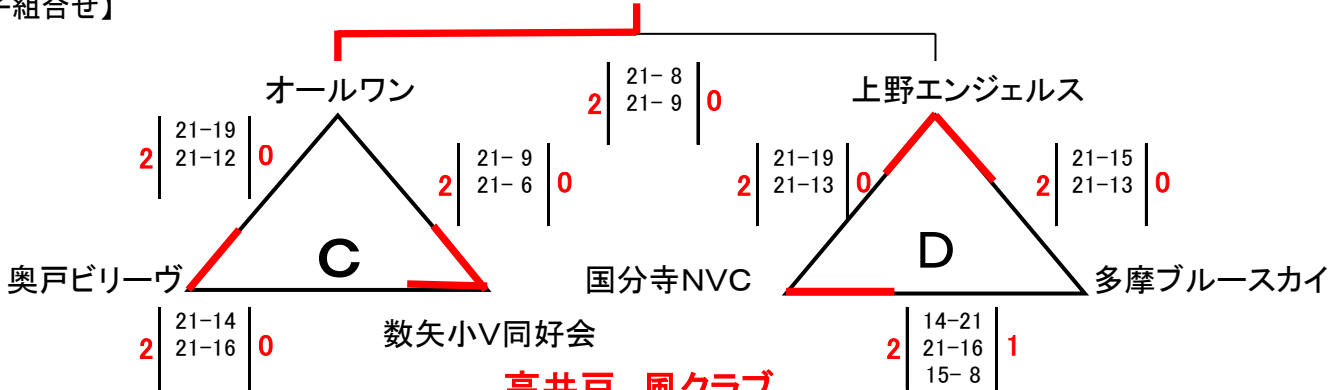 組合せ】
オールワン
21- 8
21- 9
2 0
上野エンジェルス
21-19
21-12
2 0
21- 9
21- 6
2 0
21-19
21-13
2 0
21-15
21-13
2 0
C
D
奥戸ビリーヴ
国分寺NVC
多摩ブルースカイ
21-14
21-16
2 0
数矢小V同好会
14-21
21-16
15- 8
2 1